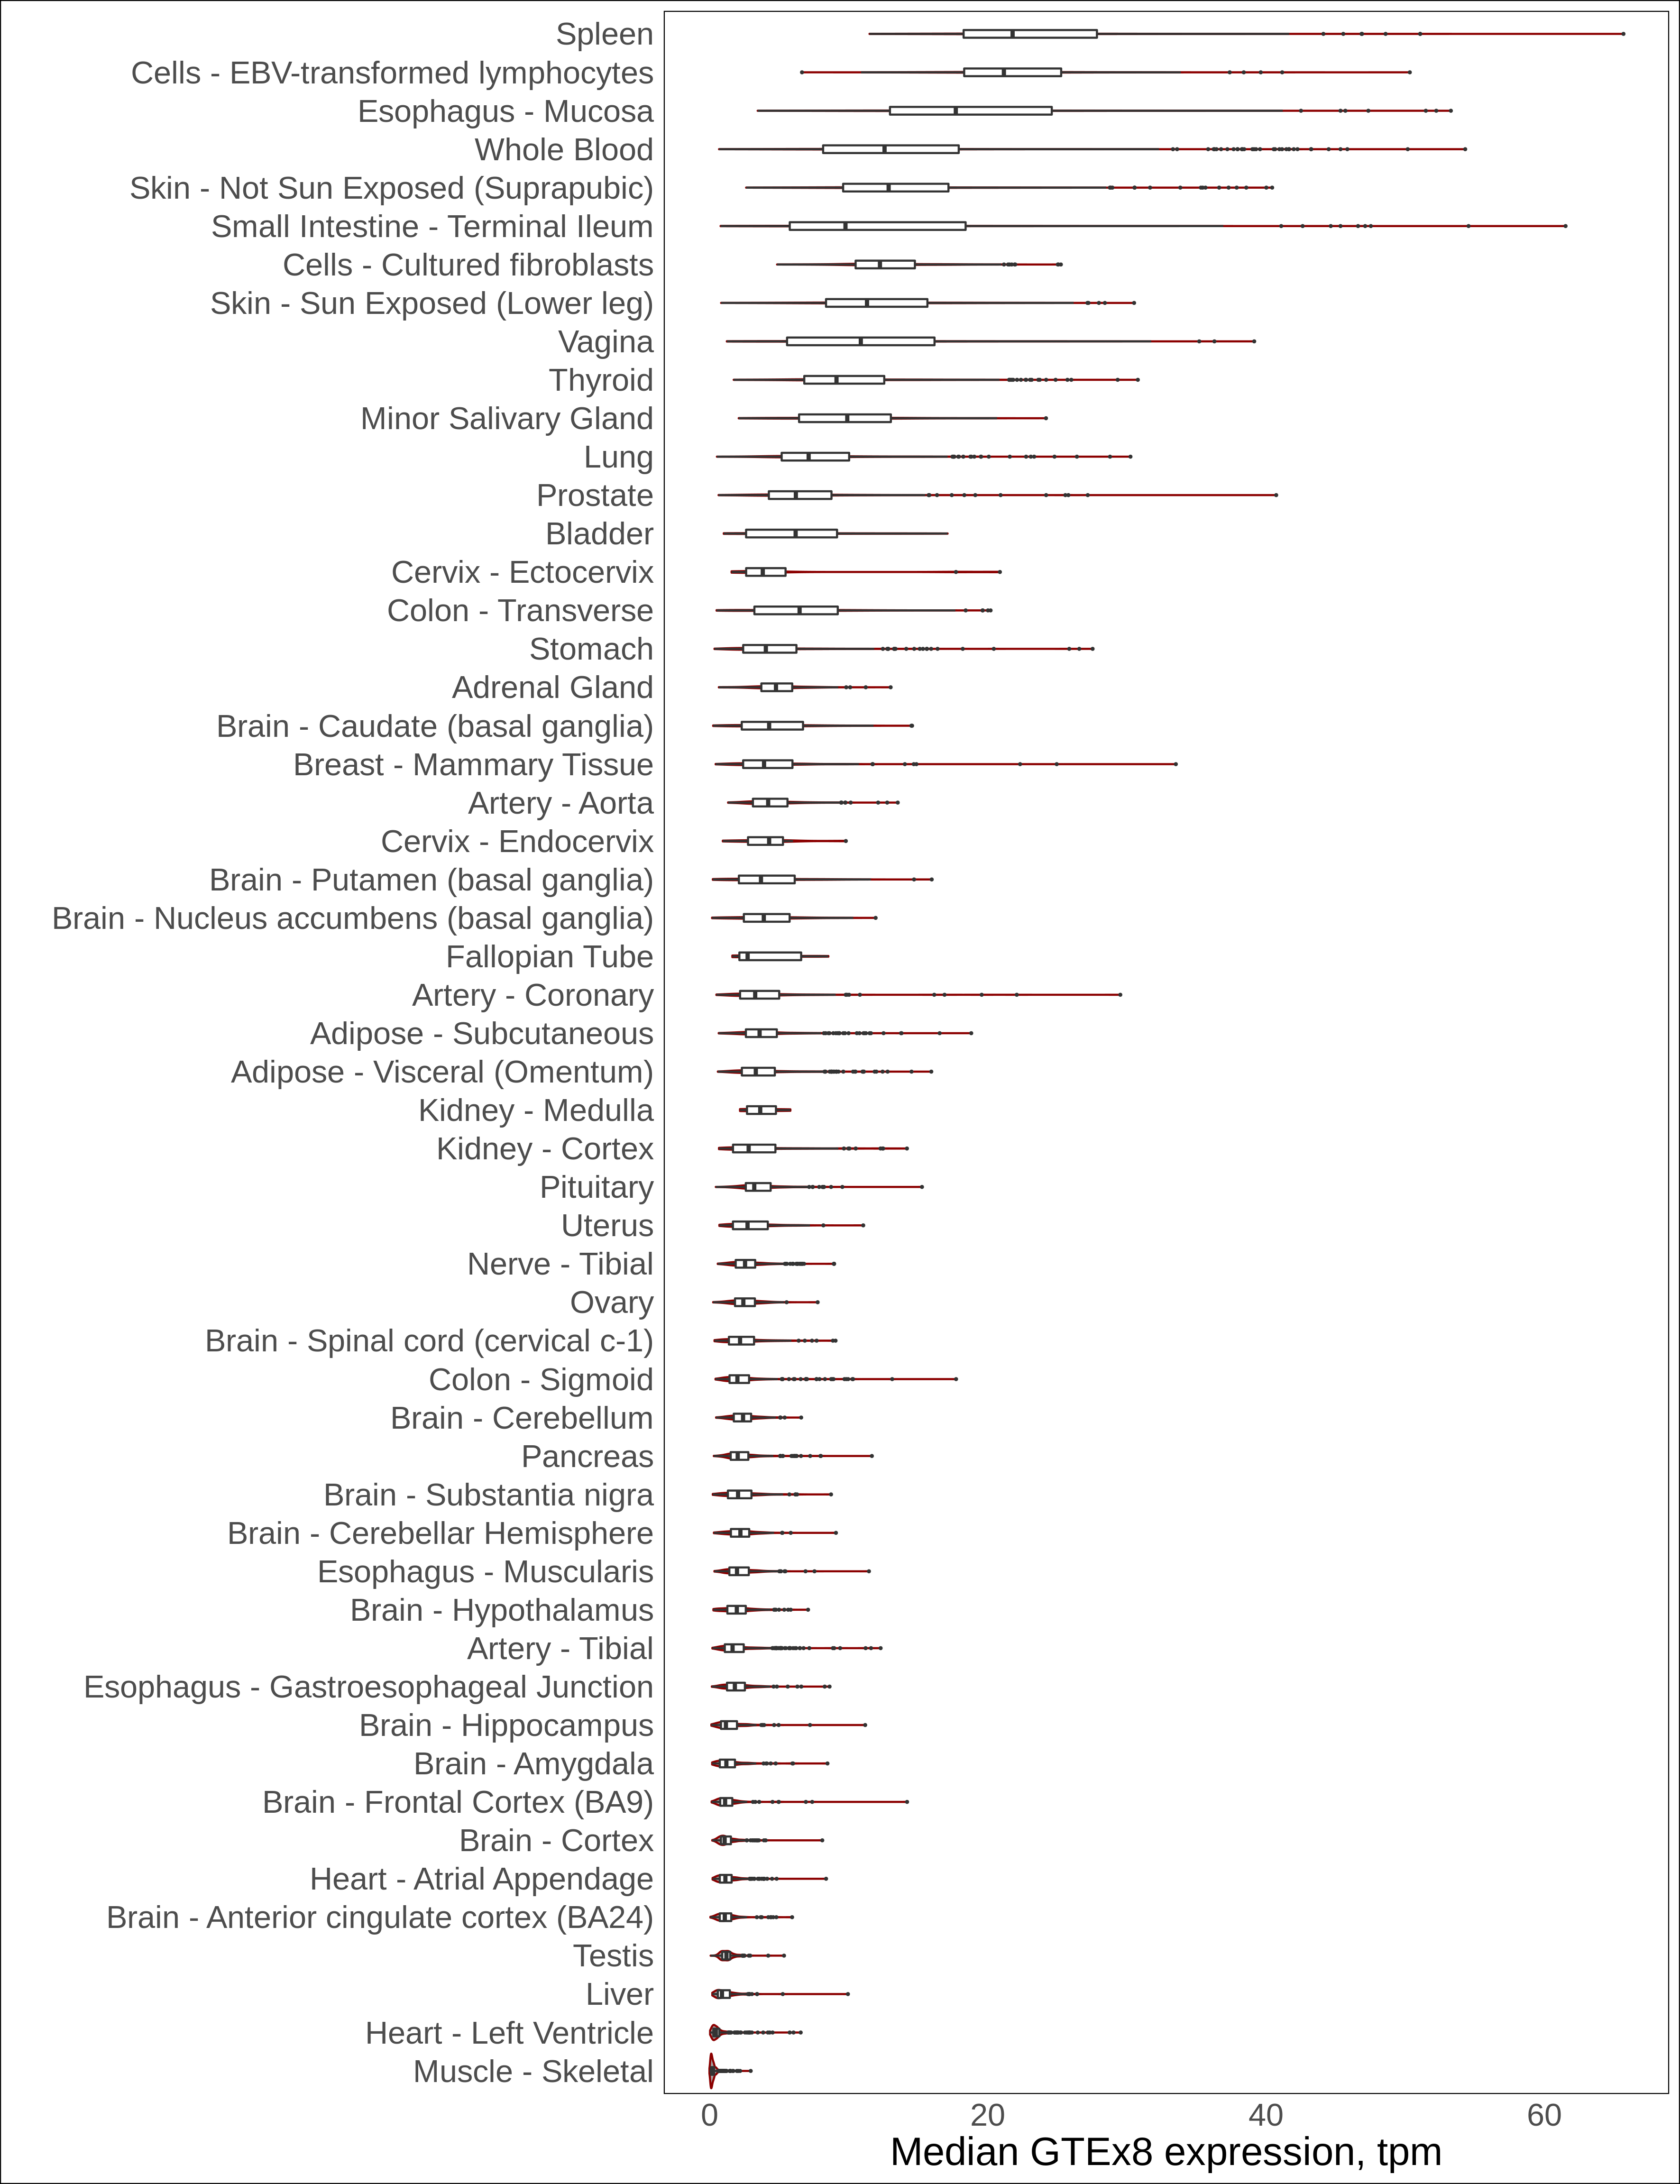 Spleen
Cells - EBV-transformed lymphocytes
Esophagus - Mucosa
Whole Blood
Skin - Not Sun Exposed (Suprapubic)
Small Intestine - Terminal Ileum
Cells - Cultured fibroblasts
Skin - Sun Exposed (Lower leg)
Vagina
Thyroid
Minor Salivary Gland
Lung
Prostate
Bladder
Cervix - Ectocervix
Colon - Transverse
Stomach
Adrenal Gland
Brain - Caudate (basal ganglia)
Breast - Mammary Tissue
Artery - Aorta
Cervix - Endocervix
Brain - Putamen (basal ganglia)
Brain - Nucleus accumbens (basal ganglia)
Fallopian Tube
Artery - Coronary
Adipose - Subcutaneous
Adipose - Visceral (Omentum)
Kidney - Medulla
Kidney - Cortex
Pituitary
Uterus
Nerve - Tibial
Ovary
Brain - Spinal cord (cervical c-1)
Colon - Sigmoid
Brain - Cerebellum
Pancreas
Brain - Substantia nigra
Brain - Cerebellar Hemisphere
Esophagus - Muscularis
Brain - Hypothalamus
Artery - Tibial
Esophagus - Gastroesophageal Junction
Brain - Hippocampus
Brain - Amygdala
Brain - Frontal Cortex (BA9)
Brain - Cortex
Heart - Atrial Appendage
Brain - Anterior cingulate cortex (BA24)
Testis
Liver
Heart - Left Ventricle
Muscle - Skeletal
0 20 40 60
Median GTEx8 expression, tpm